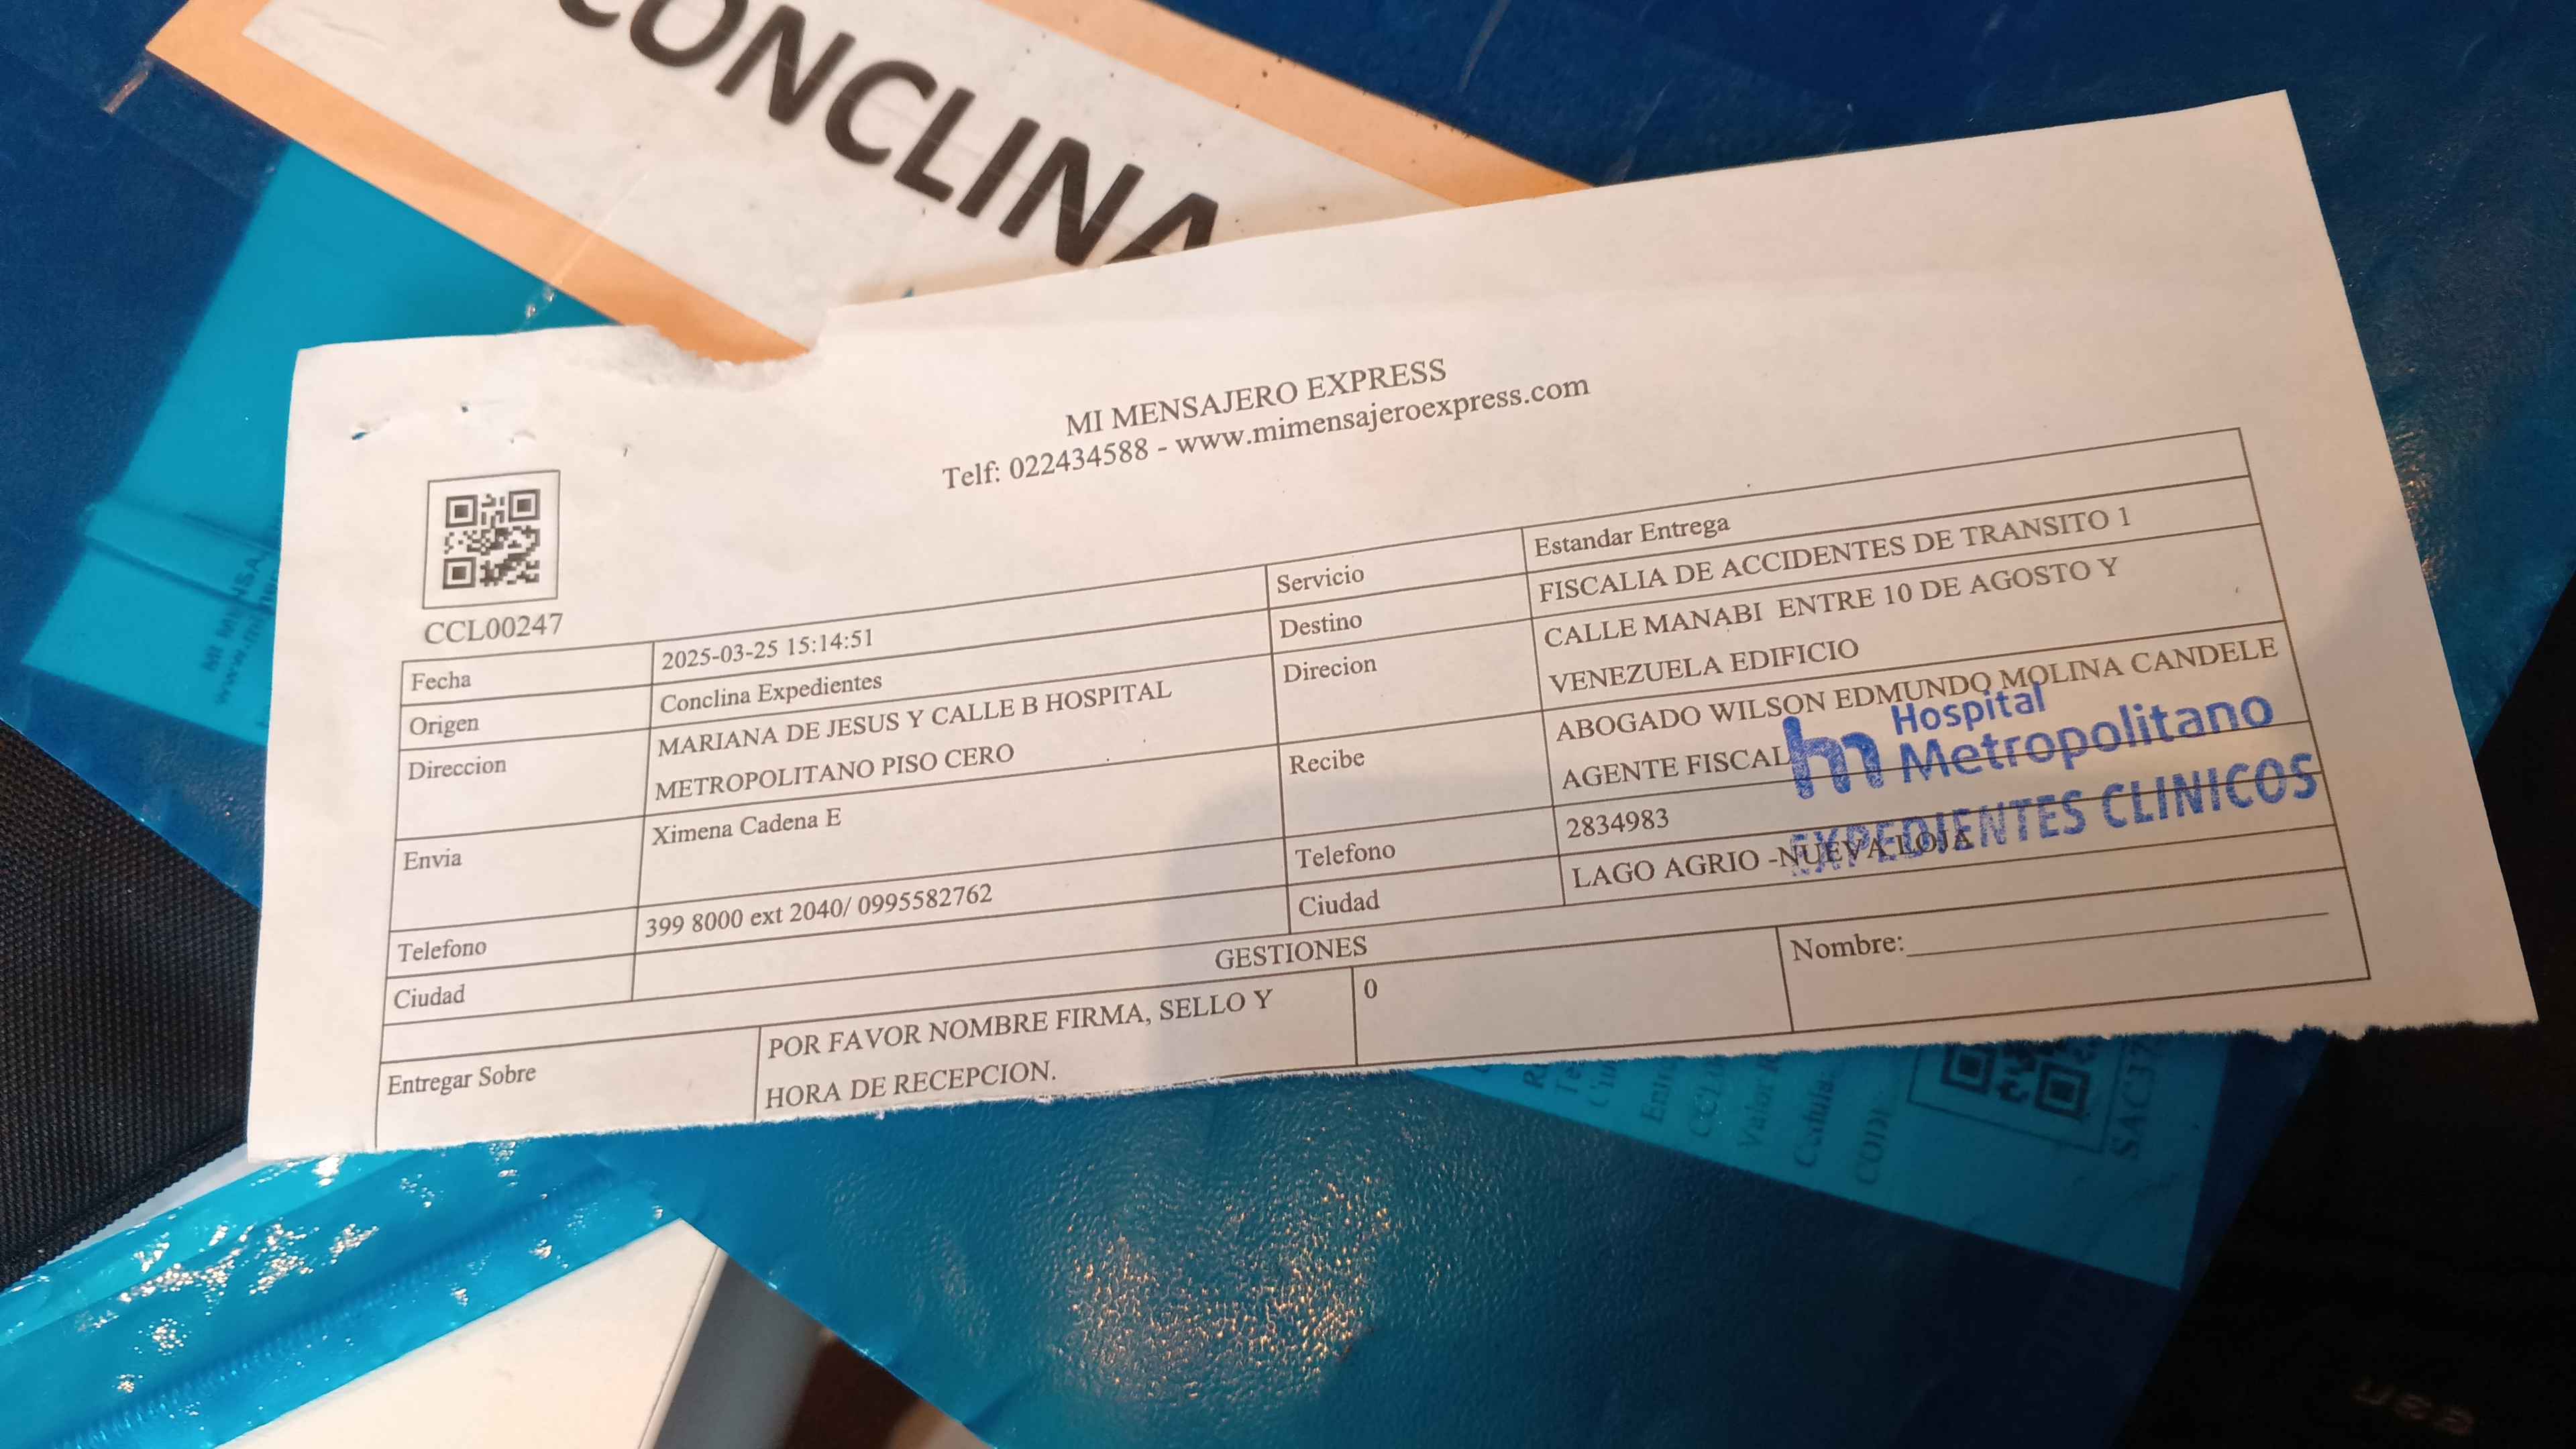 CONCLINA
MI MENSAJERO EXPRESS
Telf: 022434588 - www.mimensajeroexpress.com
CCL00247
Fecha
2025-03-25 15:14:51
Servicio
Estandar Entrega
Origen
Conclina Expedientes
Destino
FISCALIA DE ACCIDENTES DE TRANSITO 1
Direccion
MARIANA DE JESUS Y CALLE B HOSPITAL
METROPOLITANO PISO CERO
Direcion
CALLE MANABI ENTRE 10 DE AGOSTO Y
VENEZUELA EDIFICIO
Envia
Ximena Cadena E
Recibe
ABOGADO WILSON EDMUNDO MOLINA CANDELE
AGENTE FISCAL
Telefono
399 8000 ext 2040/ 0995582762
Telefono
2834983
Ciudad
Ciudad
LAGO AGRIO -NUEVA LOJA
hm Hospital
Metropolitano
EXPEDIENTES CLINICOS
GESTIONES
Entregar Sobre
POR FAVOR NOMBRE FIRMA, SELLO Y
HORA DE RECEPCION.
0
Nombre: